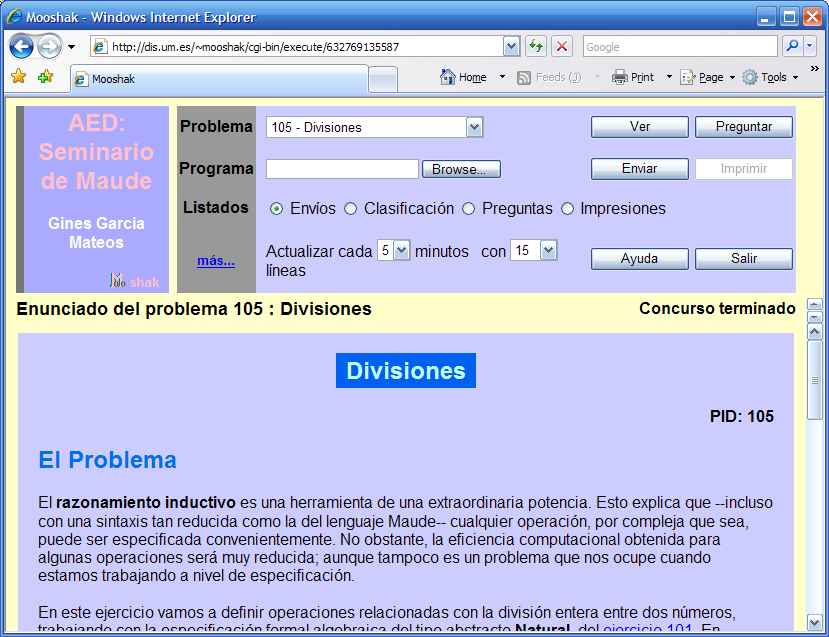 Mooshak - Windows Internet Explorer
http://dis.um.es/~mooshak/cgi-bin/execute/632769135587
Google
Mooshak
Home
Feeds (J)
Print
Page
Tools
»
AED:
Seminario
de Maude
Gines Garcia
Mateos
Mooshak
Problema
105 - Divisiones
Ver
Preguntar
Programa
Browse...
Enviar
Imprimir
Listados
Envíos
Clasificación
Preguntas
Impresiones
más...
Actualizar cada 5 minutos con 15
líneas
Ayuda
Salir
Enunciado del problema 105 : Divisiones
Concurso terminado
Divisiones
PID: 105
El Problema
El razonamiento inductivo es una herramienta de una extraordinaria potencia. Esto explica que --incluso
con una sintaxis tan reducida como la del lenguaje Maude-- cualquier operación, por compleja que sea,
puede ser especificada convenientemente. No obstante, la eficiencia computacional obtenida para
algunas operaciones será muy reducida; aunque tampoco es un problema que nos ocupe cuando
estamos trabajando a nivel de especificación.
En este ejercicio vamos a definir operaciones relacionadas con la división entera entre dos números,
trabajando con la especificación formal algebraica del tipo abstracto Natural, del ejercicio 101. En